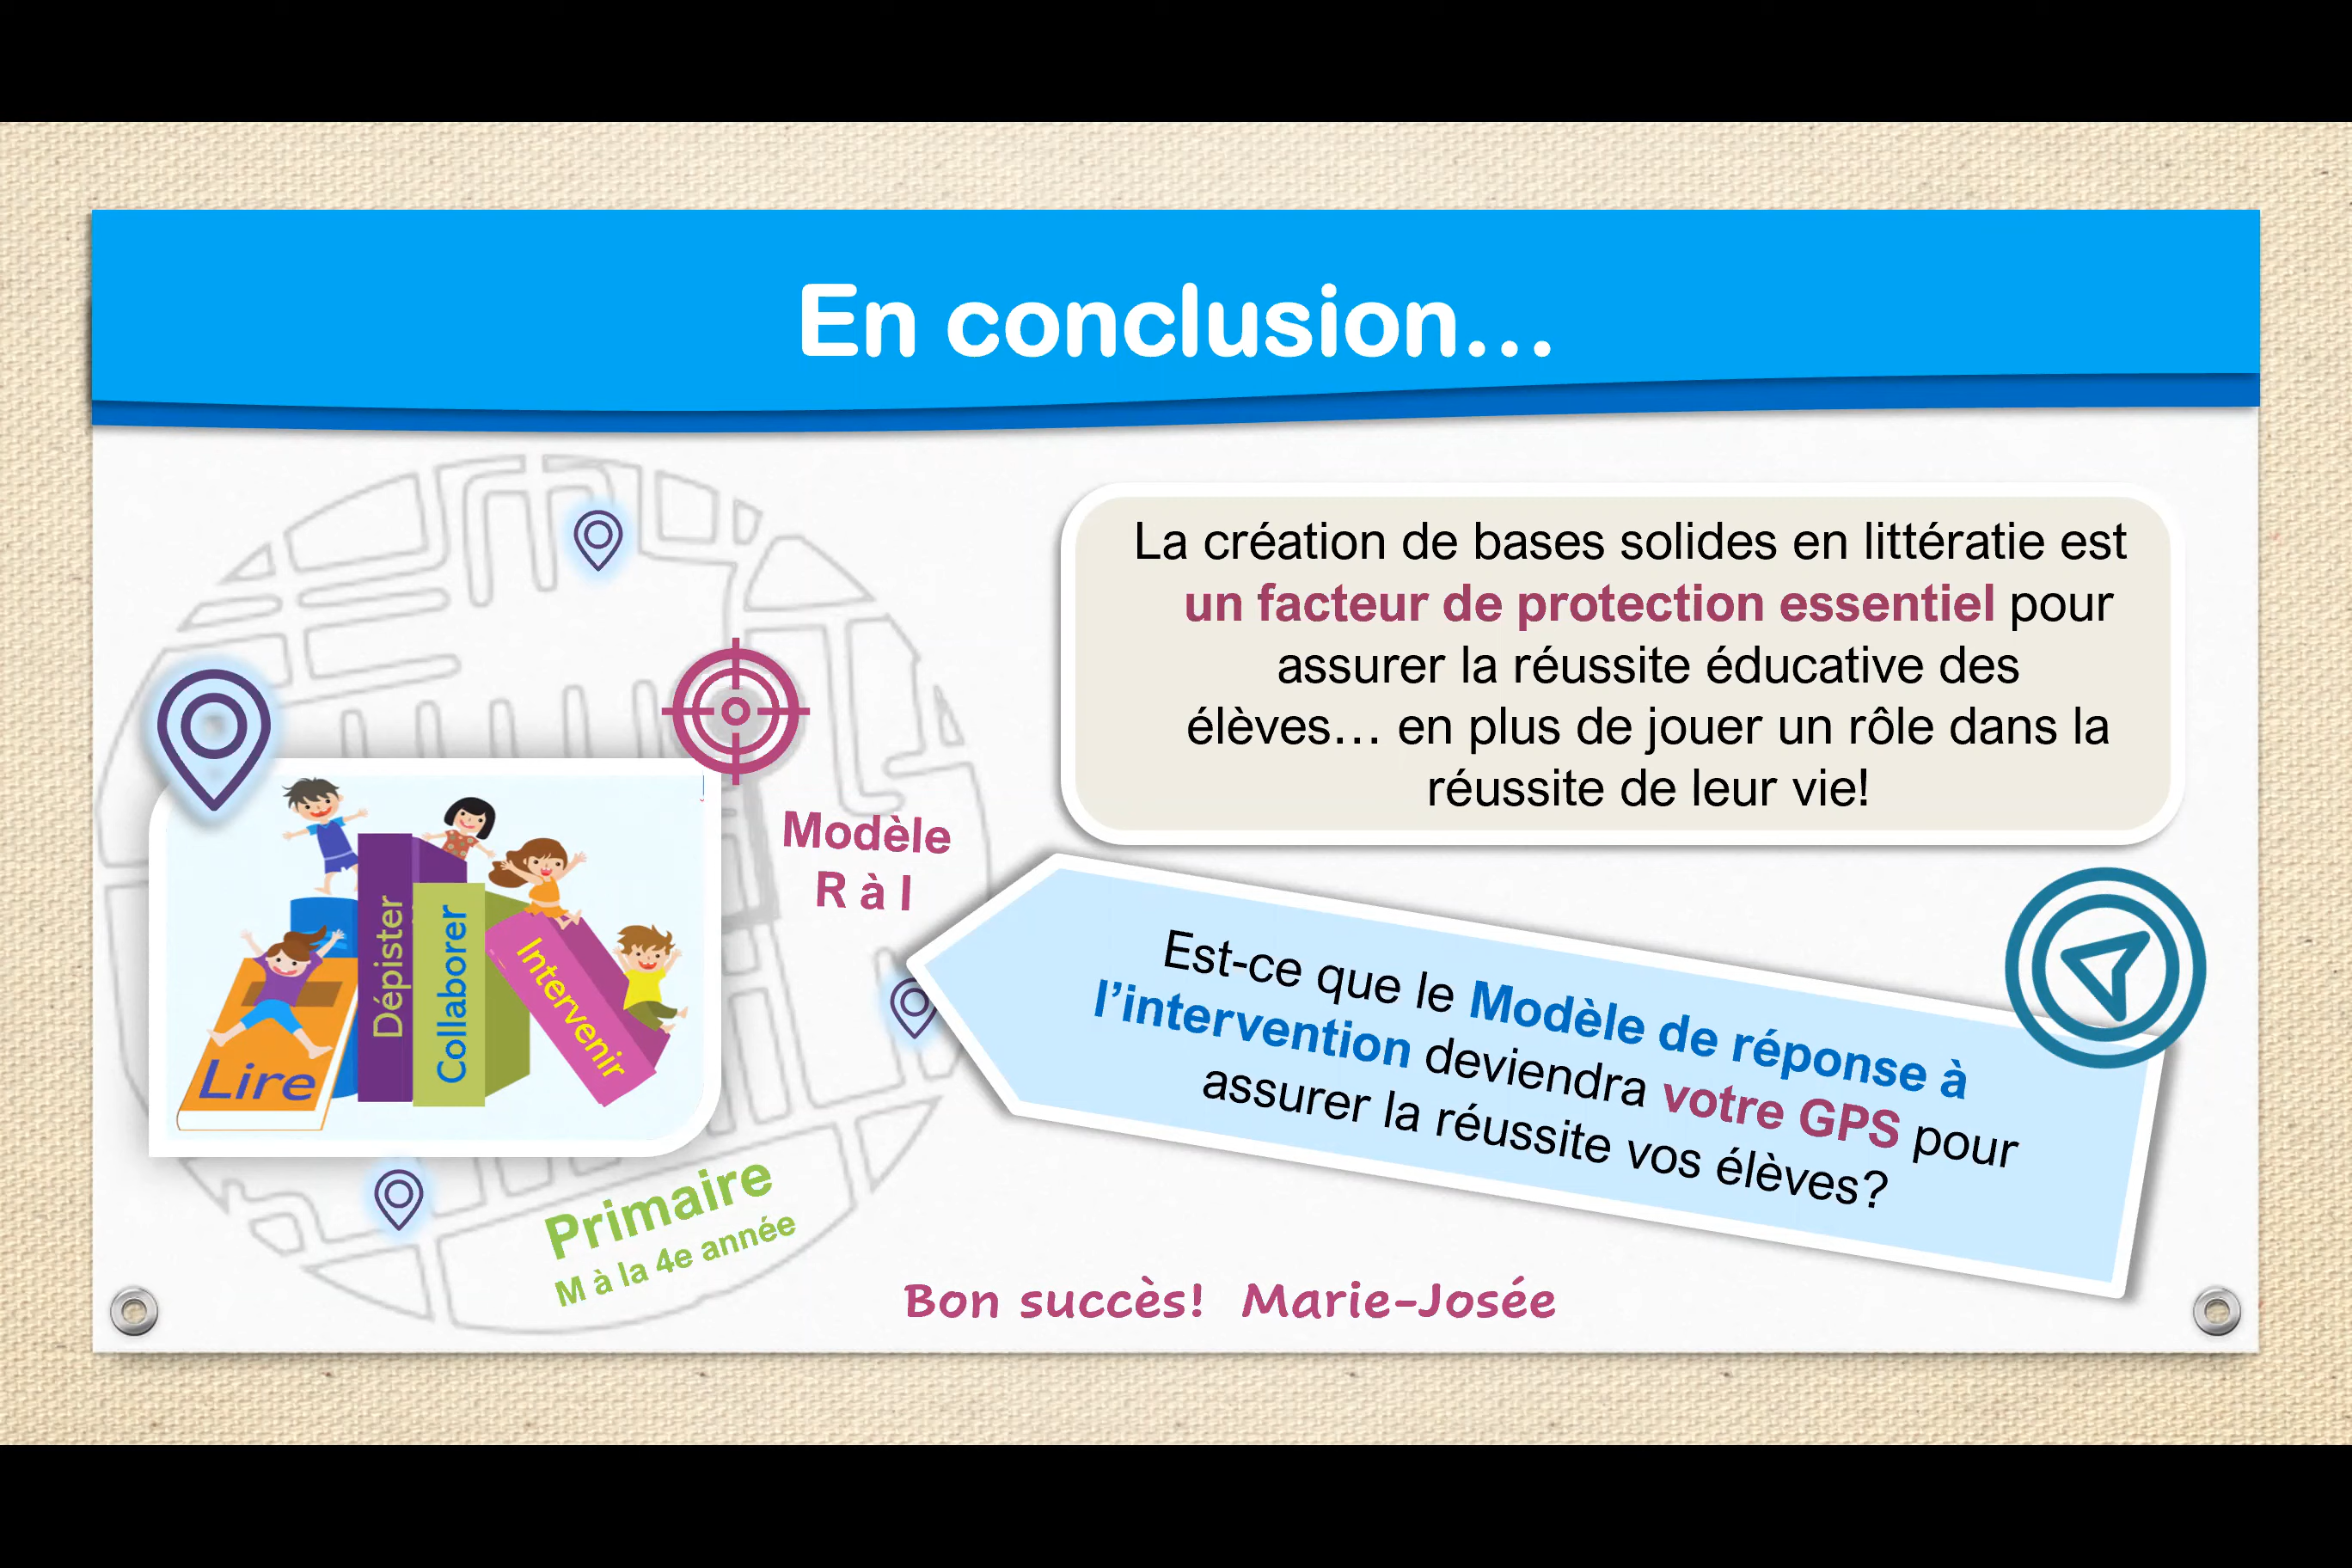 En conclusion...
La création de bases solides en littératie est
un facteur de protection essentiel pour
assurer la réussite éducative des
élèves... en plus de jouer un rôle dans la
réussite de leur vie!
Modèle
R à I
Dépister
Collaborer
Intervenir
Lire
Est-ce que le Modèle de réponse à
l'intervention deviendra votre GPS pour
assurer la réussite vos élèves?
Primaire
M à la 4e année
Bon succès! Marie-Josée